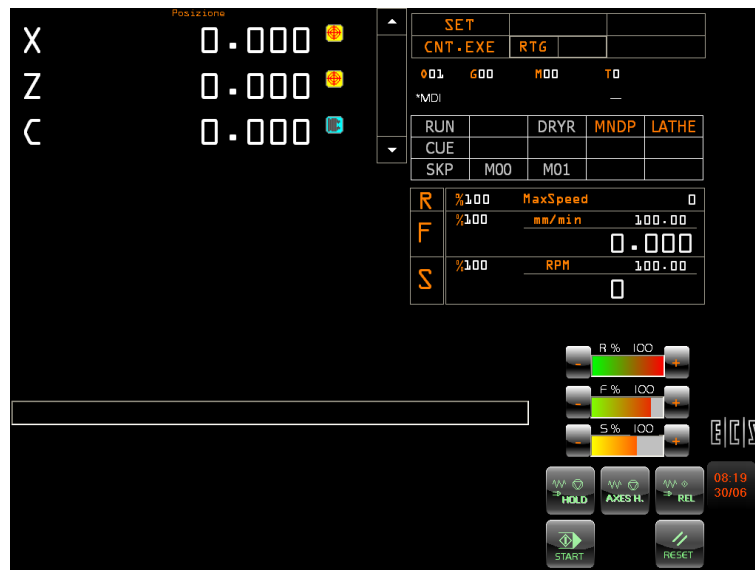 Posizione
X 0.000
Z 0.000
C 0.000
SET
CNT.EXE RTG
001 G00 M00 T0
*MDI —
RUN DRYR MNDP LATHE
CUE
SKP M00 M01
R %100 MaxSpeed 0
F %100 mm/min 100.00
0.000
S %100 RPM 100.00
0
R % 100
- +
F % 100
- +
S % 100
- +
ECS
HOLD AXES H. REL
08:19
30/06
START RESET